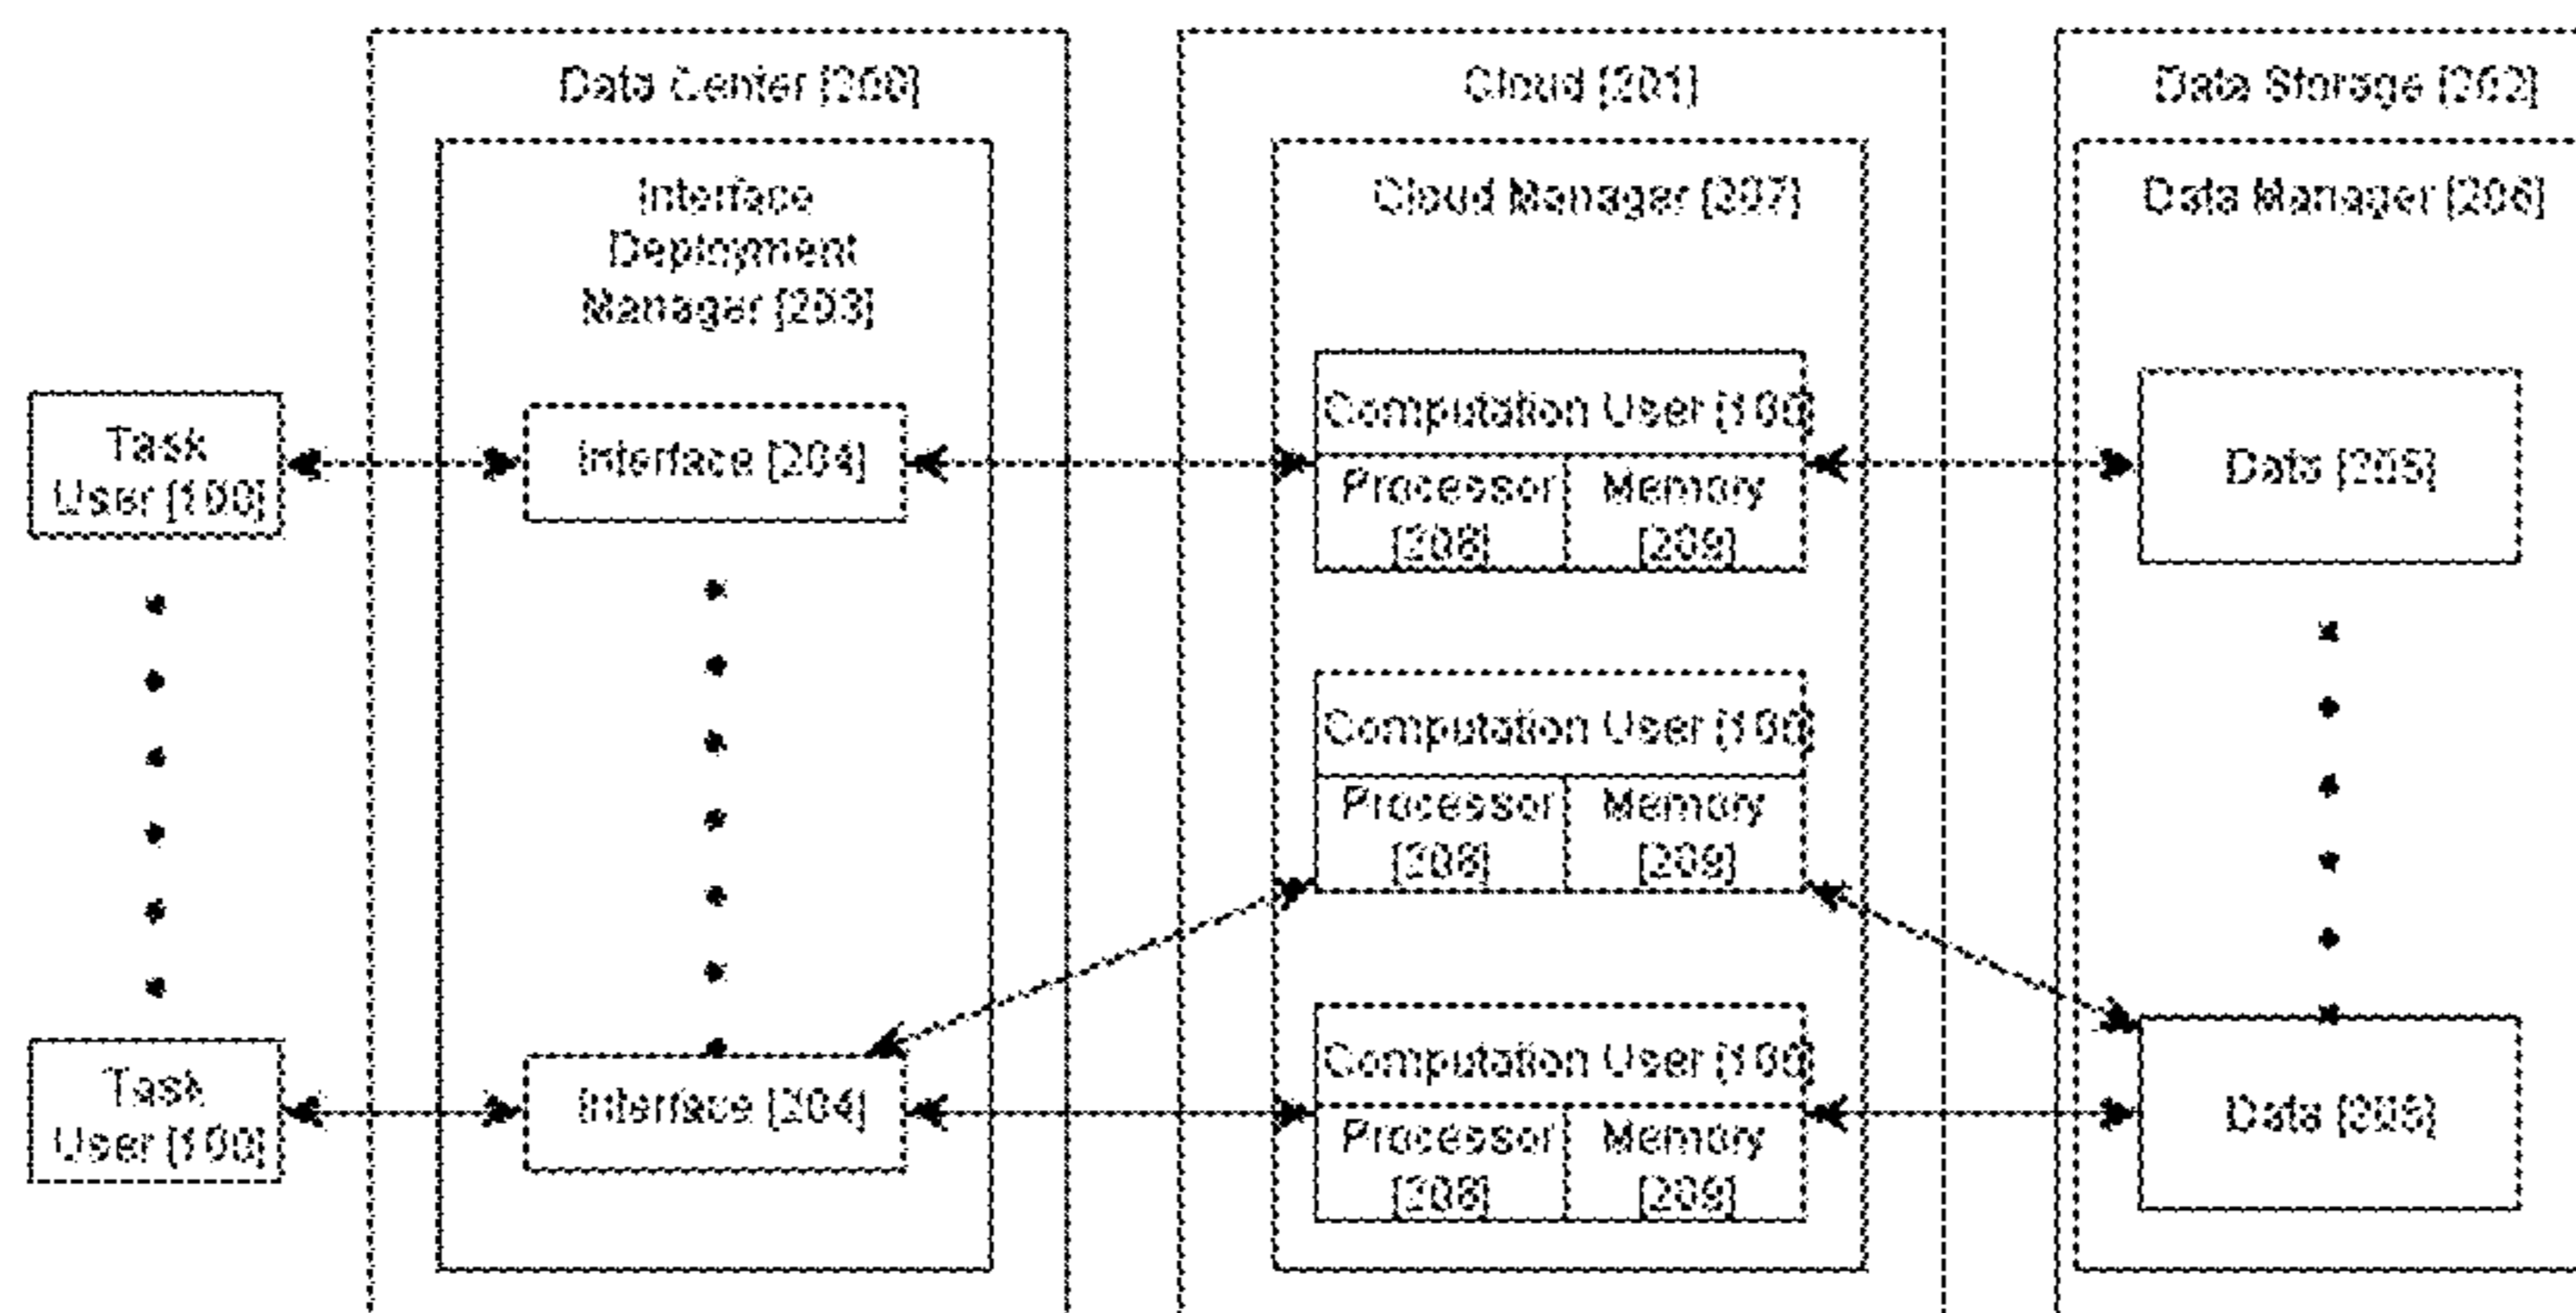 Data Center [200]
Interface
Deployment
Manager [203]
Task
User [100]
Interface [204]
Task
User [100]
Interface [204]
Cloud [201]
Cloud Manager [207]
Computation User [100]
Processor
[208]
Memory
[209]
Computation User [100]
Processor
[208]
Memory
[209]
Computation User [100]
Processor
[208]
Memory
[209]
Data Storage [202]
Data Manager [206]
Data [205]
Data [205]